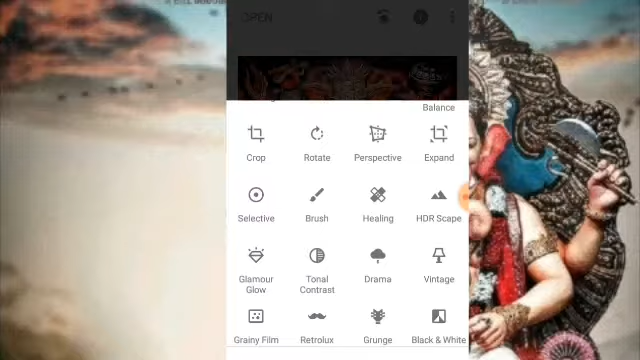 OPEN
Balance
Crop Rotate Perspective Expand
Selective Brush Healing HDR Scape
Glamour Glow Tonal Contrast Drama Vintage
Grainy Film Retrolux Grunge Black & White